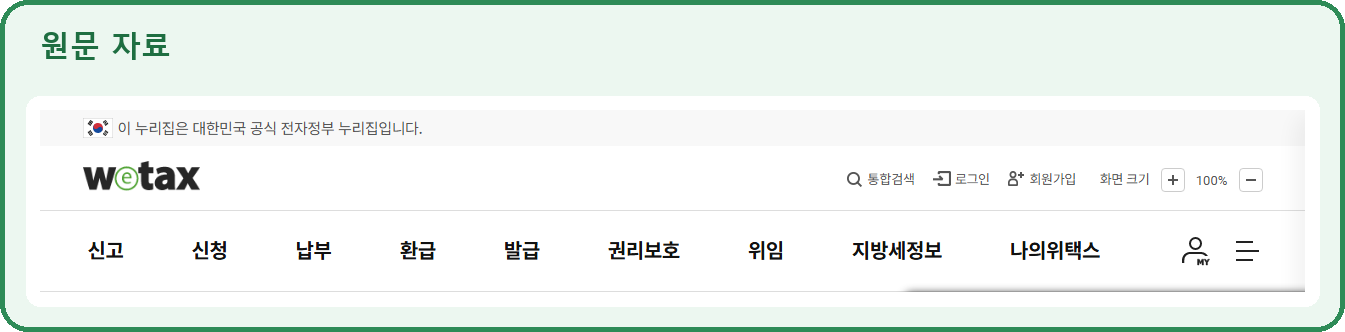 원문 자료
이 누리집은 대한민국 공식 전자정부 누리집입니다.
wetax
통합검색 로그인 회원가입 화면 크기 + 100% −
신고 신청 납부 환급 발급 권리보호 위임 지방세정보 나의위택스 MY